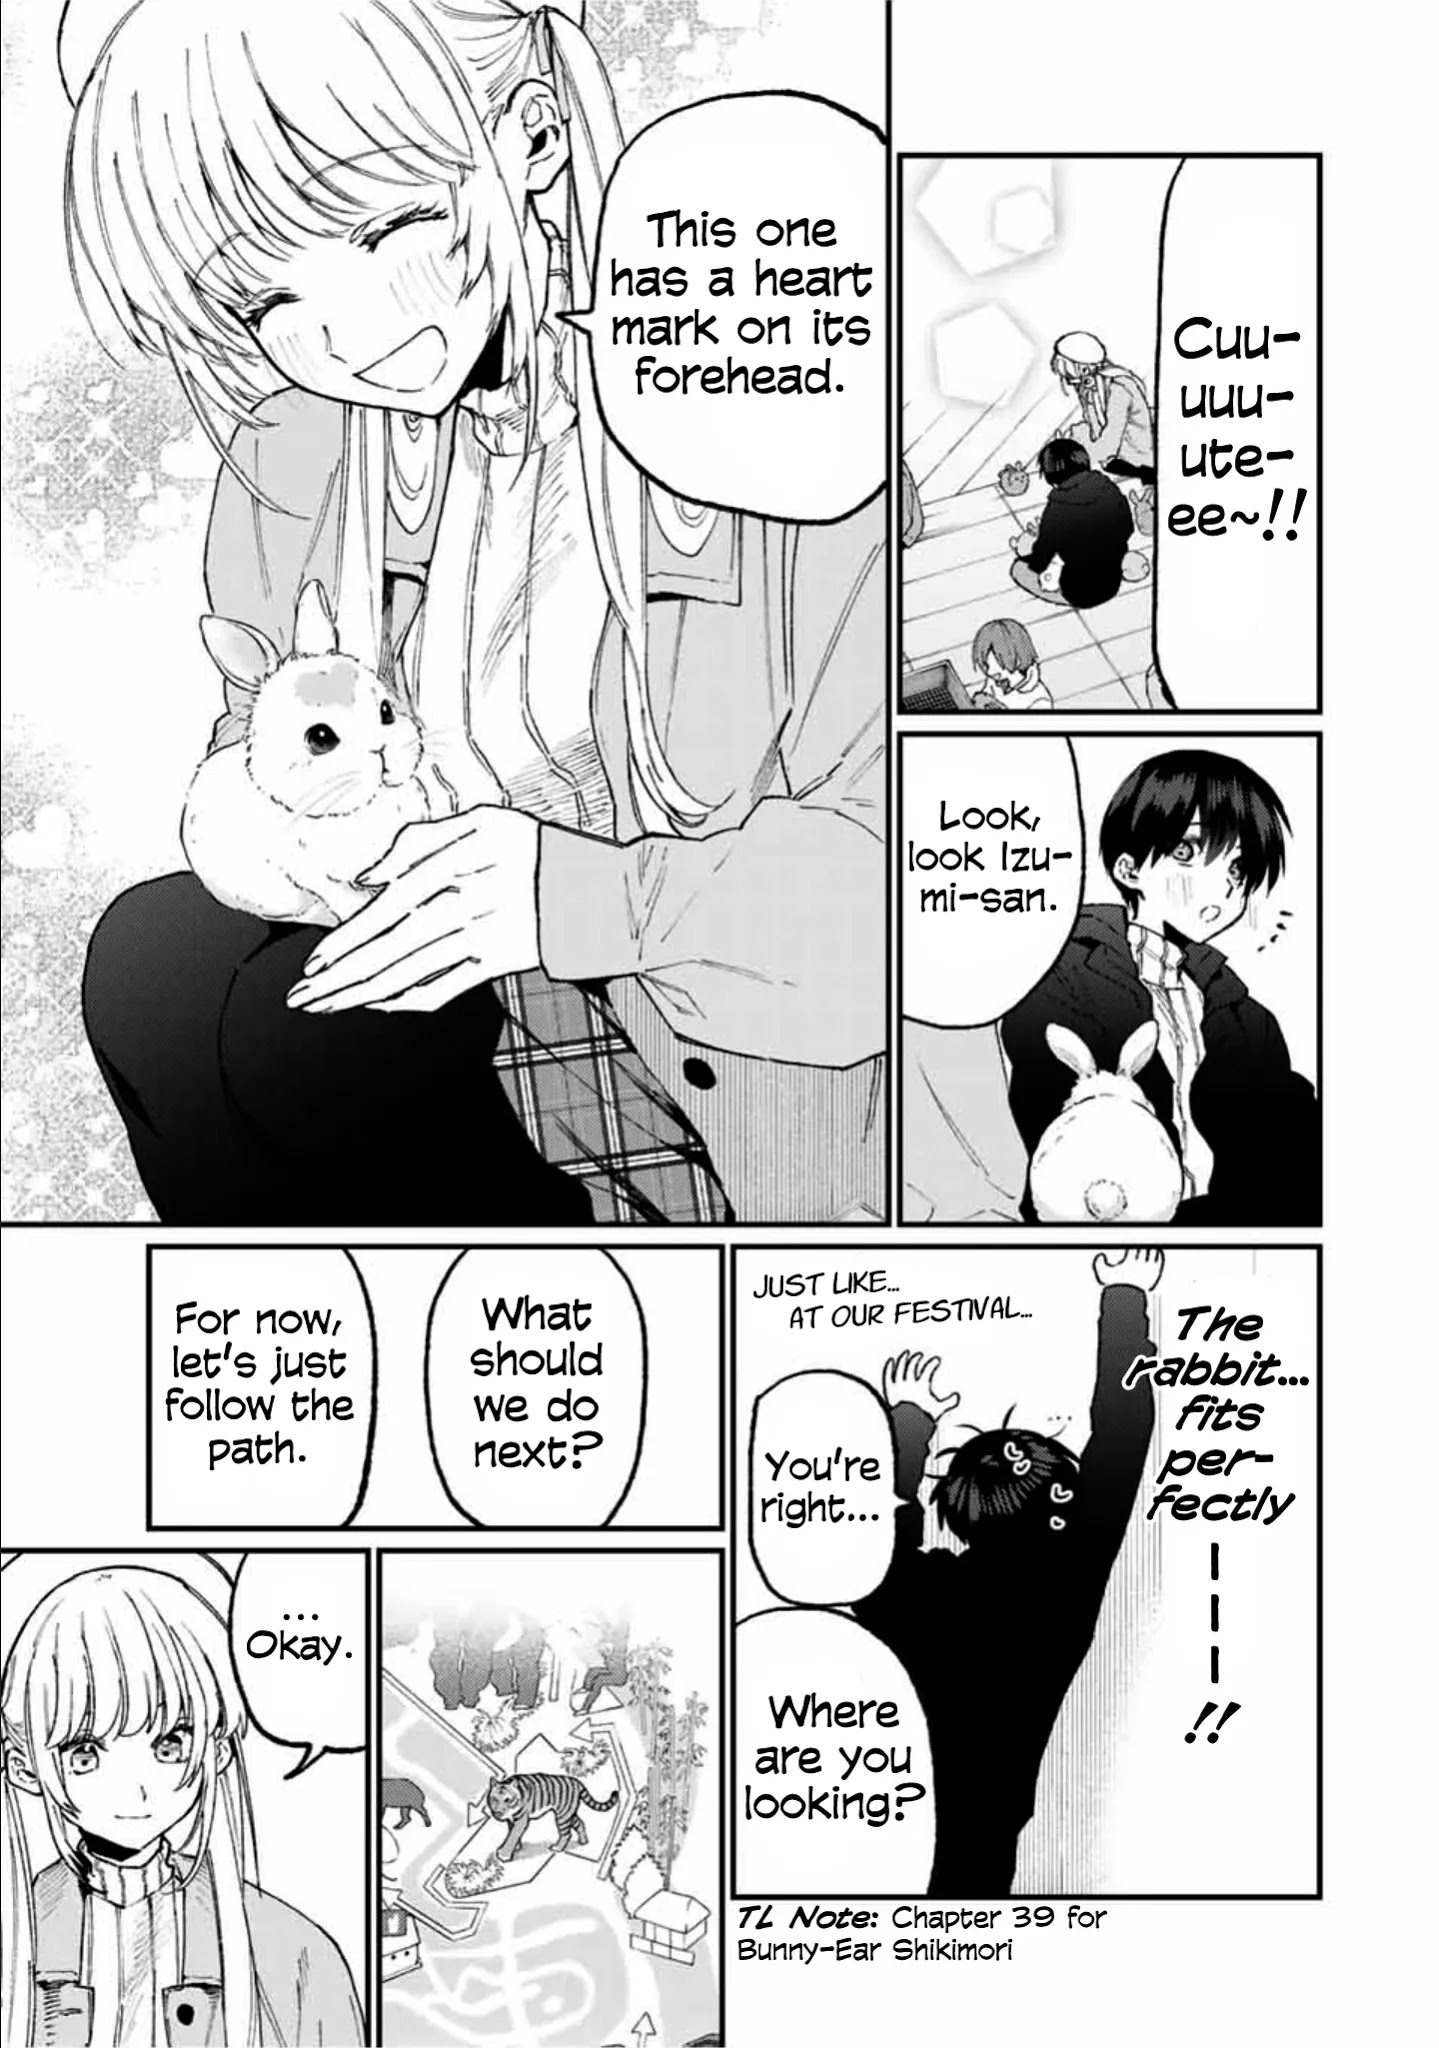 Cuu-
uuu-
ute-
ee~!!
Look,
look Izu-
mi-san.
This one
has a heart
mark on its
forehead.
The
rabbit...
fits
per-
fectly
----
!!
JUST LIKE...
AT OUR FESTIVAL...
You're
right...
Where
are you
looking?
TL Note: Chapter 39 for
Bunny-Ear Shikimori
What
should
we do
next?
For now,
let's just
follow the
path.
...
Okay.